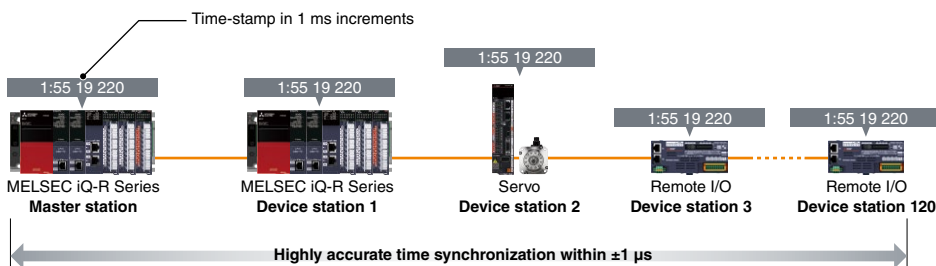 Time-stamp in 1 ms increments
1:55 19 220
1:55 19 220
1:55 19 220
1:55 19 220
1:55 19 220
MELSEC iQ-R Series
Master station
MELSEC iQ-R Series
Device station 1
Servo
Device station 2
Remote I/O
Device station 3
Remote I/O
Device station 120
Highly accurate time synchronization within ±1 μs